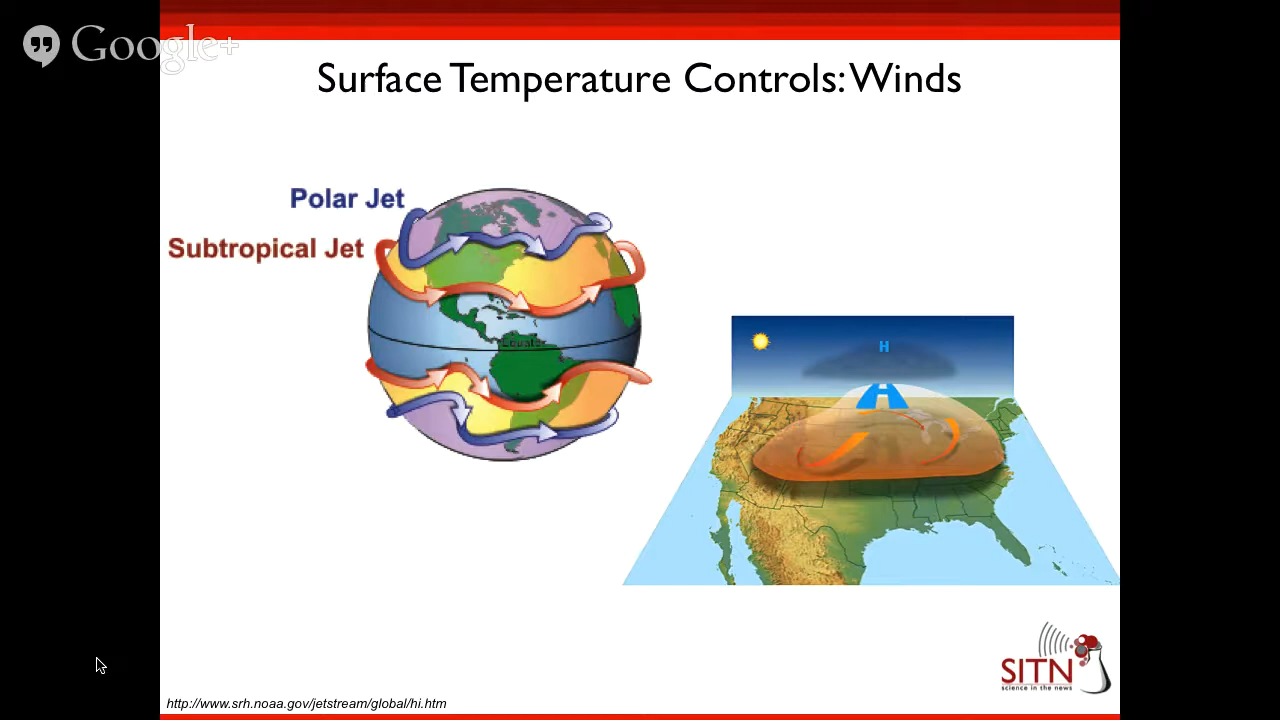 Google+
Surface Temperature Controls: Winds
Polar Jet
Subtropical Jet
Equator
H
H
SITN
science in the news
http://www.srh.noaa.gov/jetstream/global/hi.htm